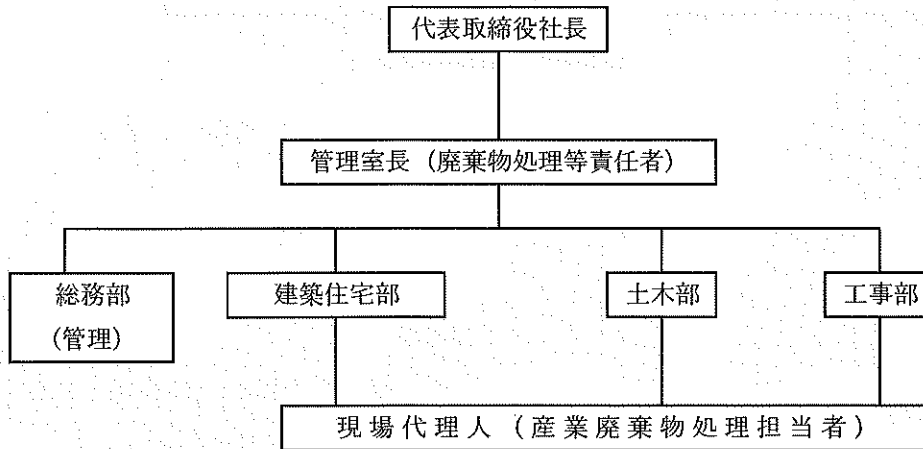 代表取締役社長
管理室長（廃棄物処理等責任者）
総務部
（管理）
建築住宅部
土木部
工事部
現場代理人（産業廃棄物処理担当者）